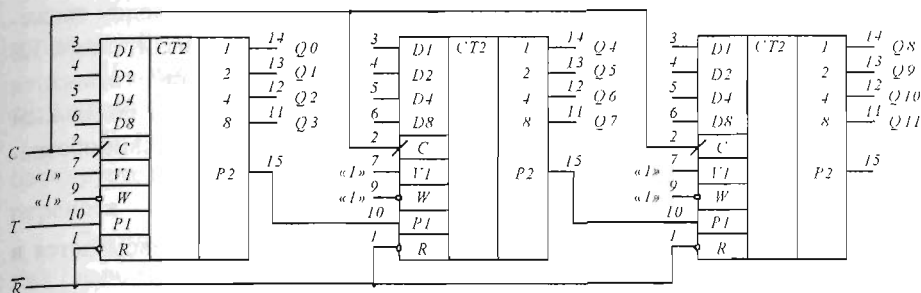 3 D1 CT2 1 14 Q0
4 D2 2 13 Q1
5 D4 4 12 Q2
6 D8 8 11 Q3
C 2 C
«1» 7 V1 P2 15
«1» 9 W
T 10 P1
1 R
R
3 D1 CT2 1 14 Q4
4 D2 2 13 Q5
5 D4 4 12 Q6
6 D8 8 11 Q7
2 C
«1» 7 V1 P2 15
«1» 9 W
10 P1
1 R
3 D1 CT2 1 14 Q8
4 D2 2 13 Q9
5 D4 4 12 Q10
6 D8 8 11 Q11
2 C
«1» 7 V1 P2 15
«1» 9 W
10 P1
1 R